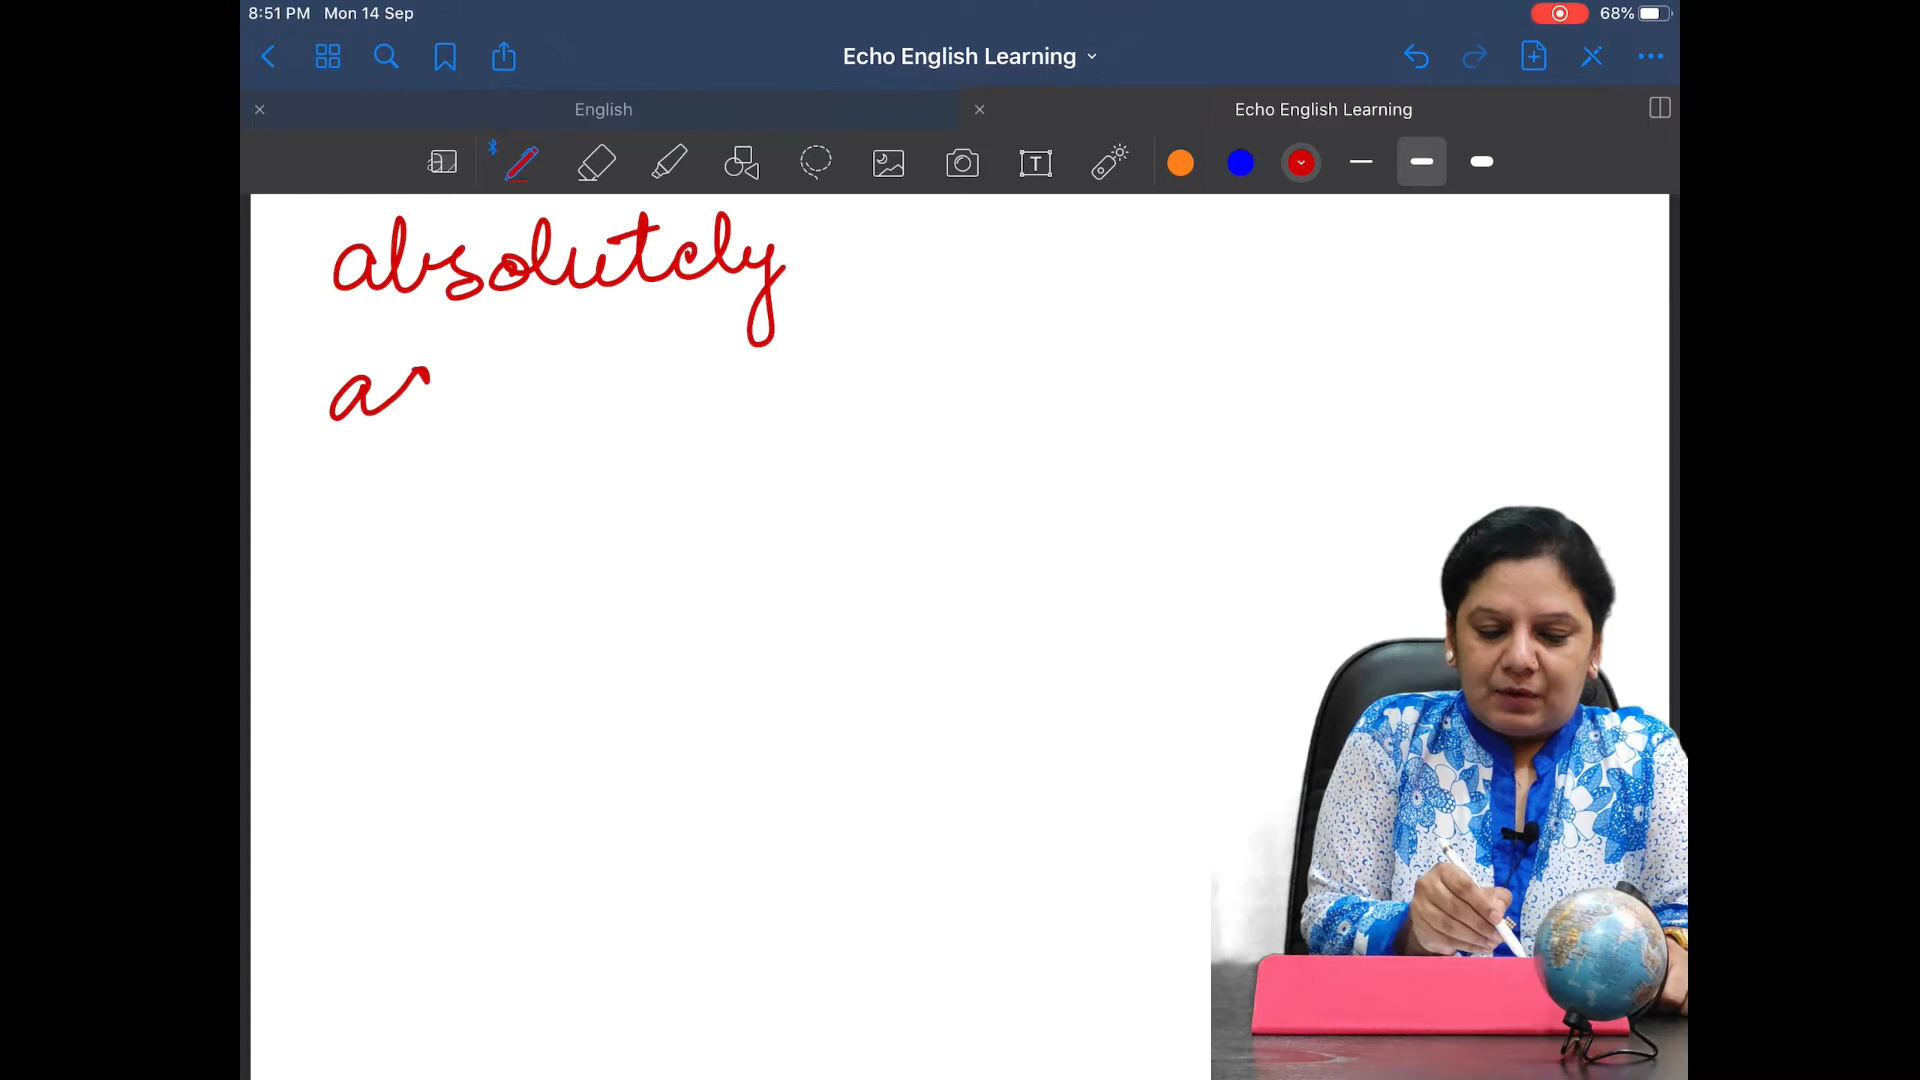 8:51 PM Mon 14 Sep 68%
Echo English Learning
English Echo English Learning
T
absolutely
a